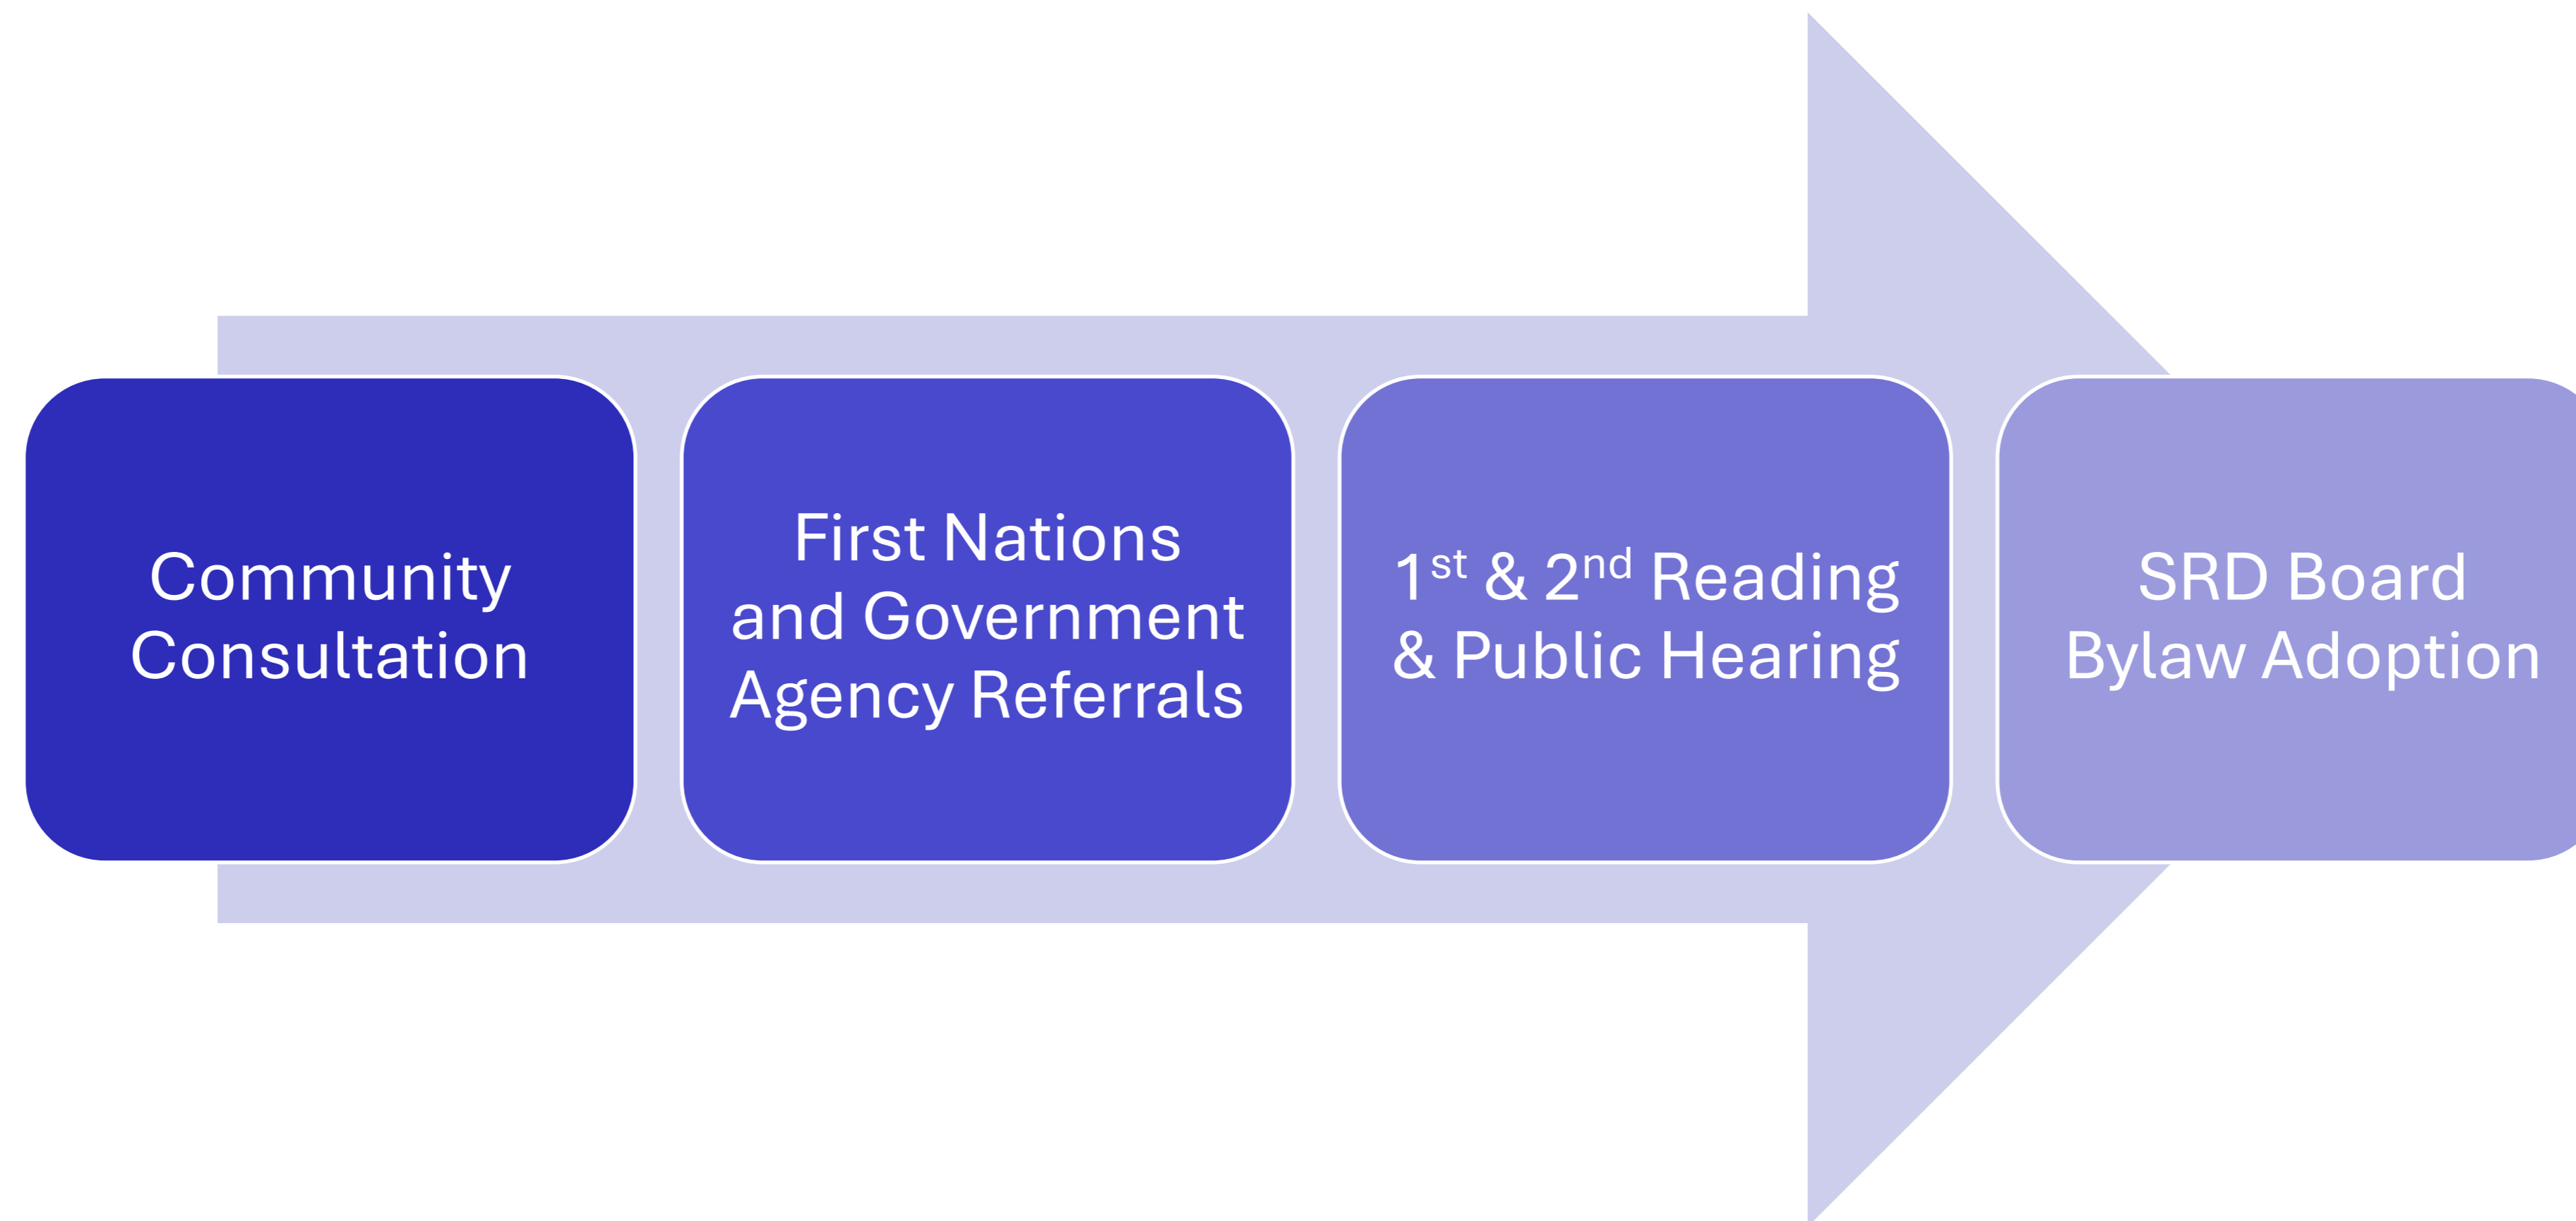 Community
Consultation
First Nations
and Government
Agency Referrals
1st & 2nd Reading
& Public Hearing
SRD Board
Bylaw Adoption